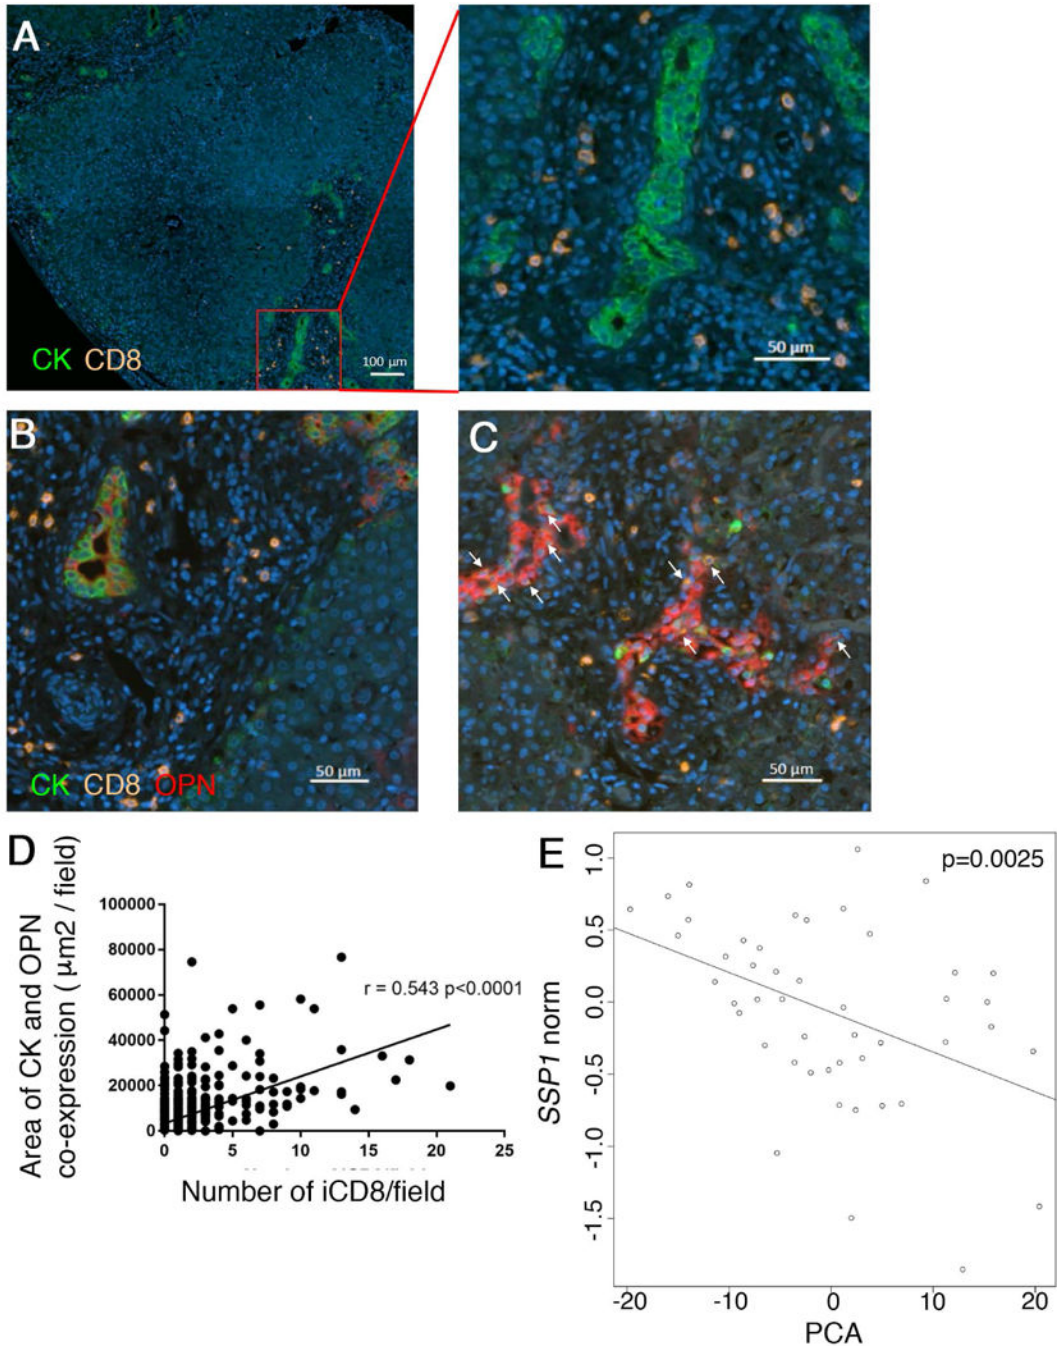 A
CK CD8
100 µm
50 µm
B
CK CD8 OPN
50 µm
C
50 µm
D
Area of CK and OPN
co-expression ( µm2 / field)
100000
80000
60000
40000
20000
0
r = 0.543 p<0.0001
0 5 10 15 20 25
Number of iCD8/field
E
p=0.0025
SSP1 norm
1.0
0.5
0.0
-0.5
-1.0
-1.5
-20 -10 0 10 20
PCA